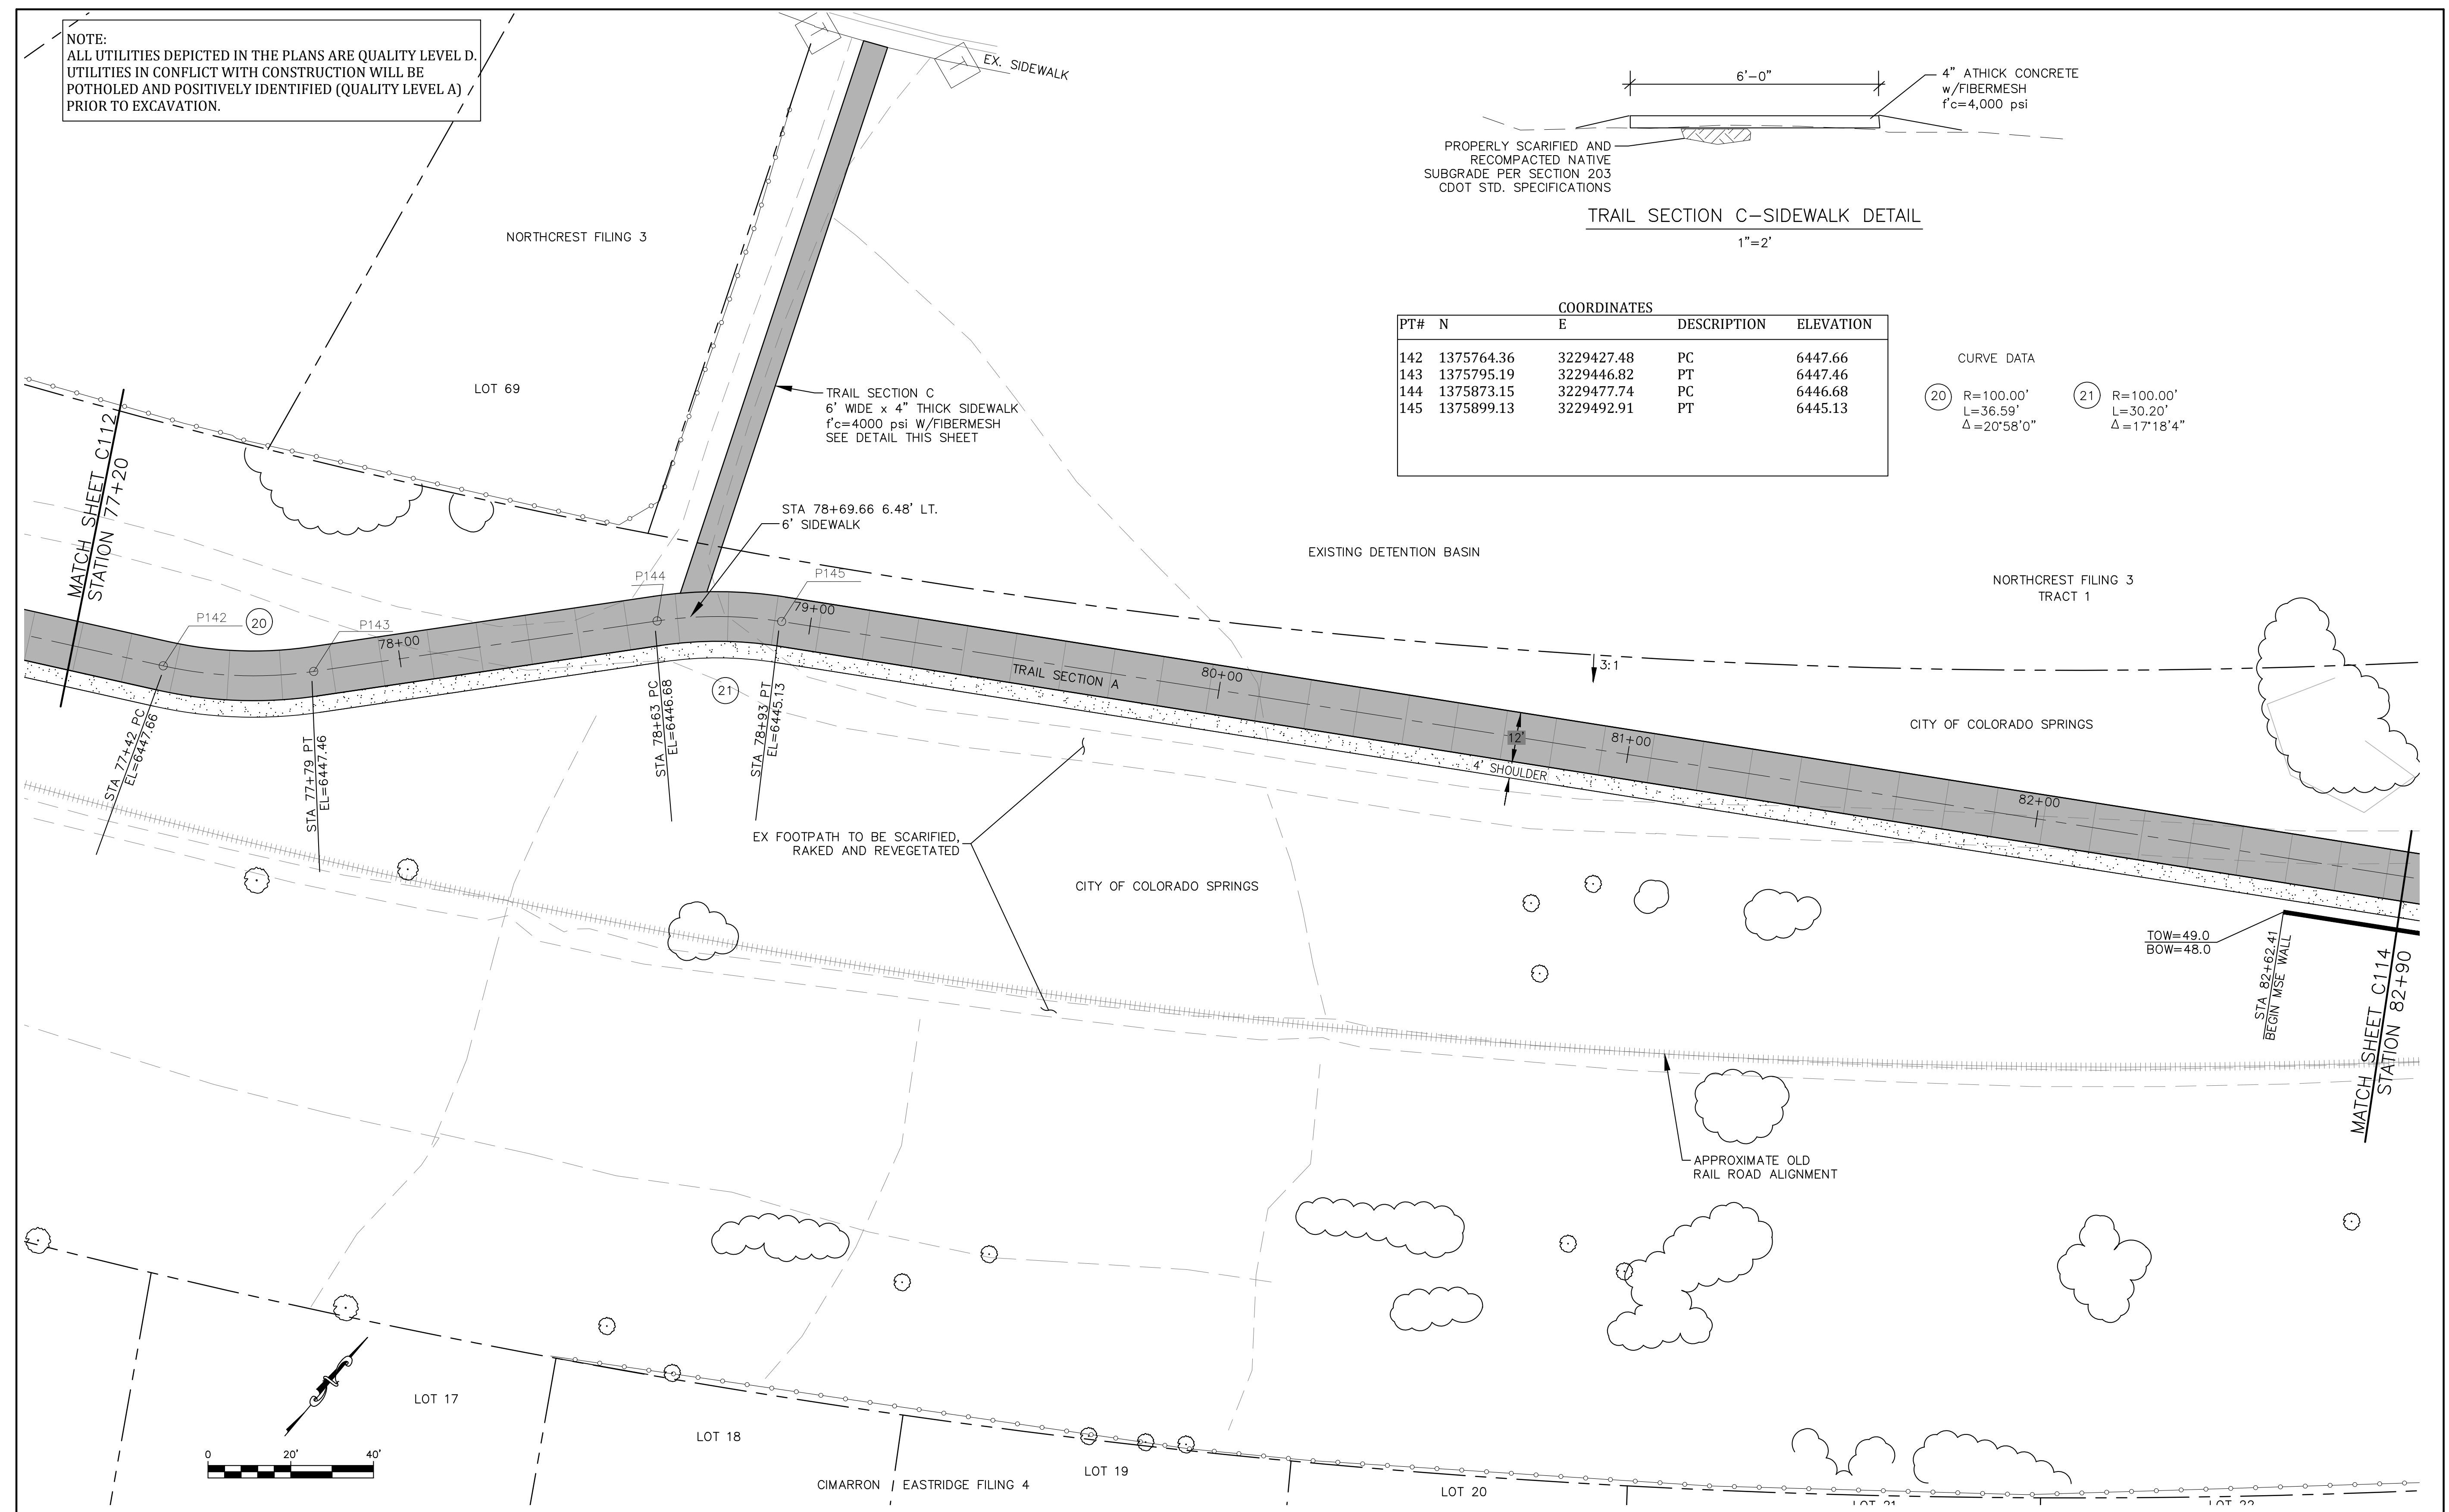 NOTE:
ALL UTILITIES DEPICTED IN THE PLANS ARE QUALITY LEVEL D.
UTILITIES IN CONFLICT WITH CONSTRUCTION WILL BE
POTHOLED AND POSITIVELY IDENTIFIED (QUALITY LEVEL A)
PRIOR TO EXCAVATION.
EX. SIDEWALK
6'-0"
4" ATHICK CONCRETE
w/FIBERMESH
f'c=4,000 psi
PROPERLY SCARIFIED AND
RECOMPACTED NATIVE
SUBGRADE PER SECTION 203
CDOT STD. SPECIFICATIONS
TRAIL SECTION C-SIDEWALK DETAIL
1"=2'
NORTHCREST FILING 3
LOT 69
COORDINATES
PT# N E DESCRIPTION ELEVATION
142 1375764.36 3229427.48 PC 6447.66
143 1375795.19 3229446.82 PT 6447.46
144 1375873.15 3229477.74 PC 6446.68
145 1375899.13 3229492.91 PT 6445.13
CURVE DATA
20 R=100.00'
L=36.59'
Δ=20°58'0"
21 R=100.00'
L=30.20'
Δ=17°18'4"
TRAIL SECTION C
6' WIDE x 4" THICK SIDEWALK
f'c=4000 psi W/FIBERMESH
SEE DETAIL THIS SHEET
MATCH SHEET C112
STATION 77+20
STA 78+69.66 6.48' LT.
6' SIDEWALK
EXISTING DETENTION BASIN
NORTHCREST FILING 3
TRACT 1
P142
20
P143
P144
P145
78+00
79+00
80+00
81+00
82+00
TRAIL SECTION A
3:1
12'
4' SHOULDER
21
CITY OF COLORADO SPRINGS
STA 77+42 PC
EL=6447.66
STA 77+79 PT
EL=6447.46
STA 78+63 PC
EL=6446.68
STA 78+93 PT
EL=6445.13
EX FOOTPATH TO BE SCARIFIED,
RAKED AND REVEGETATED
CITY OF COLORADO SPRINGS
TOW=49.0
BOW=48.0
STA 82+62.41
BEGIN MSE WALL
MATCH SHEET C114
STATION 82+90
APPROXIMATE OLD
RAIL ROAD ALIGNMENT
0 20' 40'
LOT 17
LOT 18
CIMARRON EASTRIDGE FILING 4
LOT 19
LOT 20
LOT 21
LOT 22